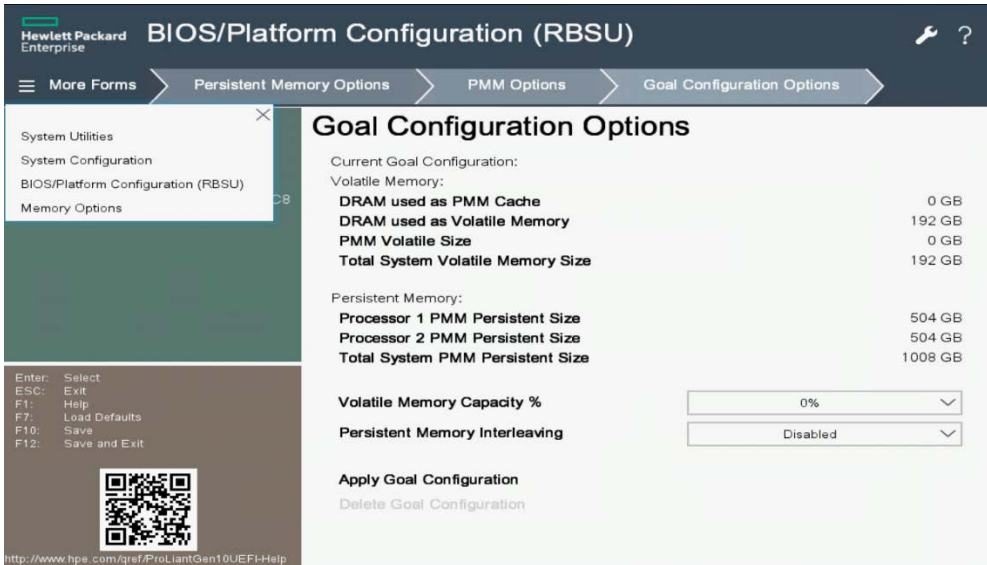 Hewlett Packard
Enterprise
BIOS/Platform Configuration (RBSU)
?
More Forms
Persistent Memory Options
PMM Options
Goal Configuration Options
System Utilities
System Configuration
BIOS/Platform Configuration (RBSU)
Memory Options
C8
Goal Configuration Options
Current Goal Configuration:
Volatile Memory:
DRAM used as PMM Cache 0 GB
DRAM used as Volatile Memory 192 GB
PMM Volatile Size 0 GB
Total System Volatile Memory Size 192 GB
Persistent Memory:
Processor 1 PMM Persistent Size 504 GB
Processor 2 PMM Persistent Size 504 GB
Total System PMM Persistent Size 1008 GB
Volatile Memory Capacity % 0%
Persistent Memory Interleaving Disabled
Apply Goal Configuration
Delete Goal Configuration
Enter: Select
ESC: Exit
F1: Help
F7: Load Defaults
F10: Save
F12: Save and Exit
http://www.hpe.com/qref/ProLiantGen10UEFI-Help